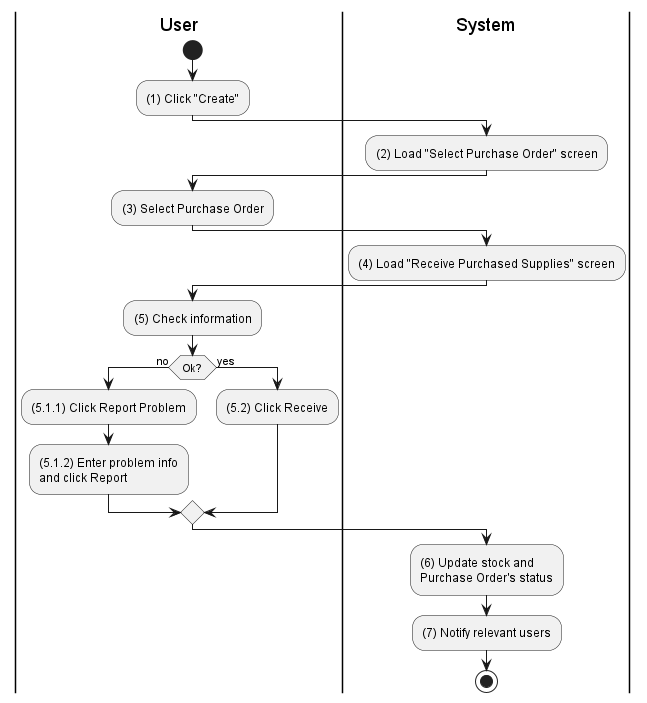 User
System
(1) Click "Create"
(2) Load "Select Purchase Order" screen
(3) Select Purchase Order
(4) Load "Receive Purchased Supplies" screen
(5) Check information
no
Ok?
yes
(5.1.1) Click Report Problem
(5.2) Click Receive
(5.1.2) Enter problem info
and click Report
(6) Update stock and
Purchase Order's status
(7) Notify relevant users